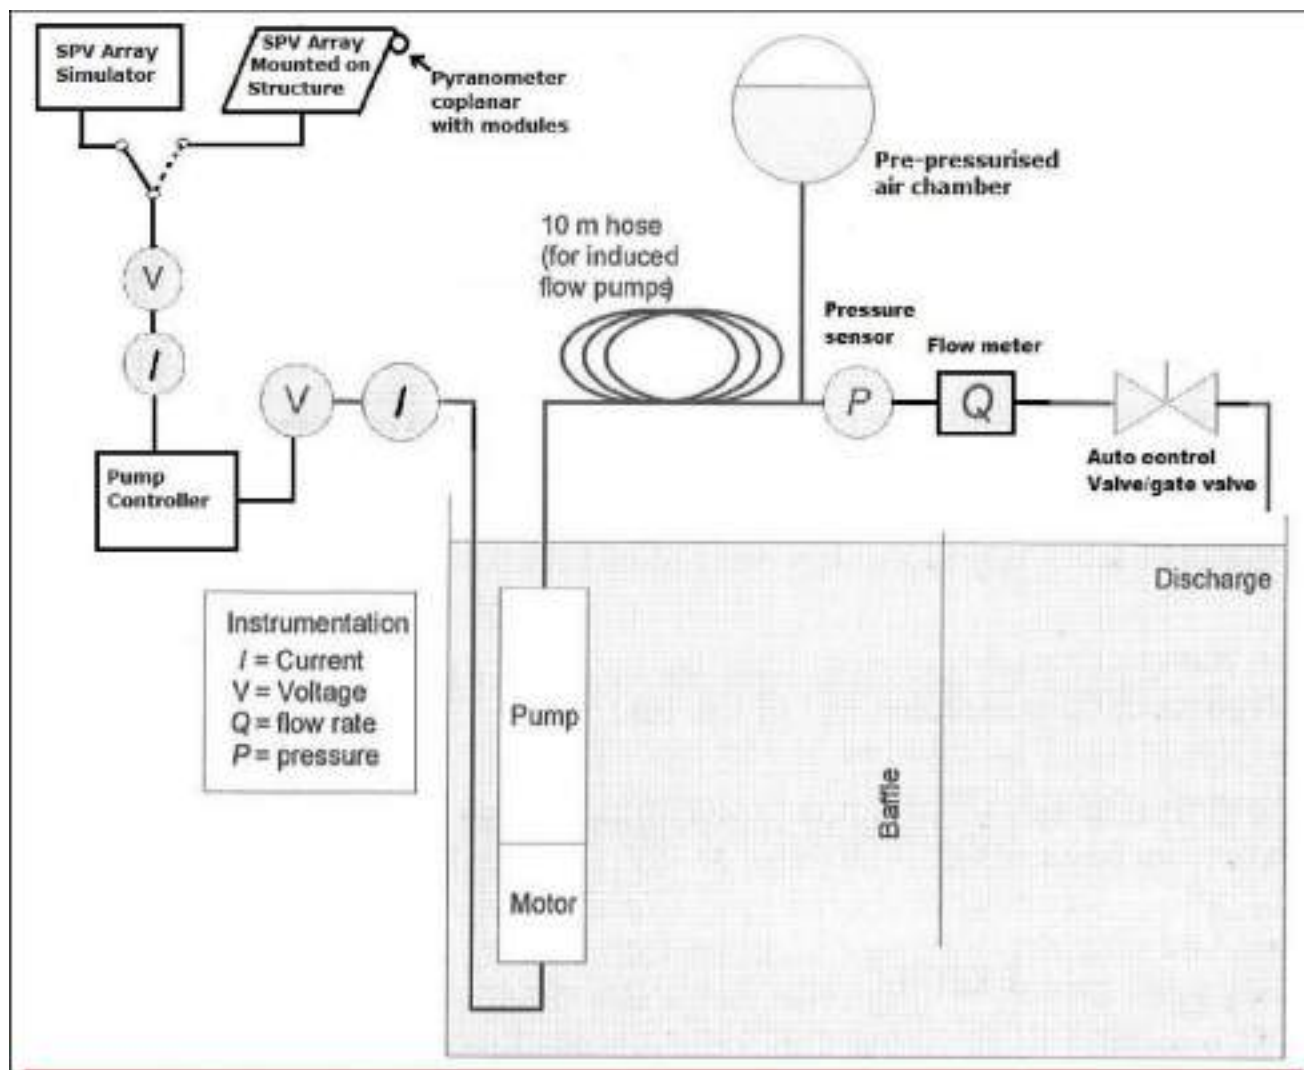 SPV Array
Simulator
SPV Array
Mounted on
Structure
Pyranometer
coplanar
with modules
Pre-pressurised
air chamber
10 m hose
(for induced
flow pumps)
Pressure
sensor
Flow meter
V
I
V
I
P
Q
Auto control
Valve/gate valve
Pump
Controller
Discharge
Instrumentation
I = Current
V = Voltage
Q = flow rate
P = pressure
Pump
Baffle
Motor